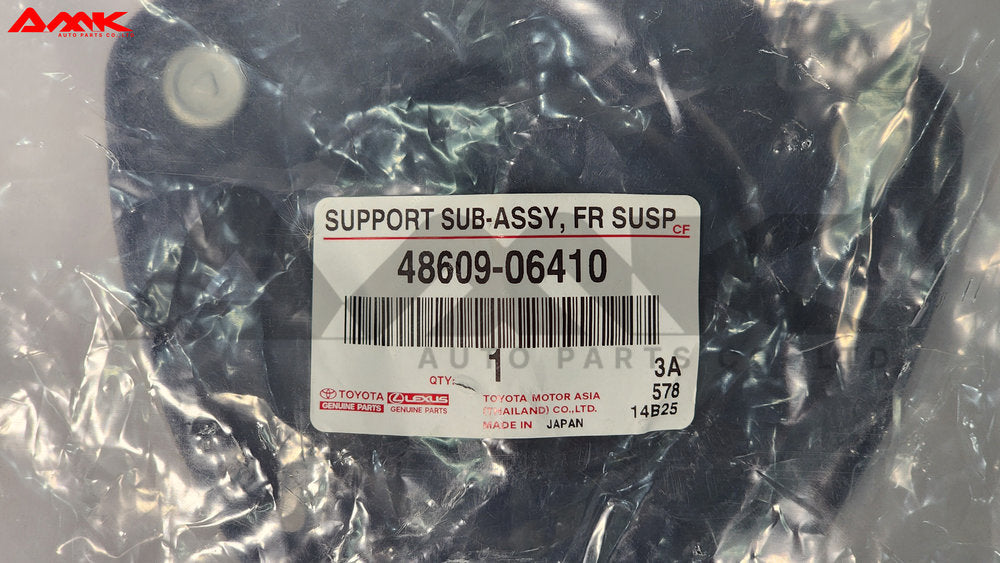 AMK
AUTO PARTS CO.,LTD
SUPPORT SUB-ASSY, FR SUSP CF
48609-06410
AUTO PARTS CO., LTD
QTY: 1
3A
578
14B25
TOYOTA
GENUINE PARTS
LEXUS
GENUINE PARTS
TOYOTA MOTOR ASIA
(THAILAND) CO.,LTD.
MADE IN JAPAN